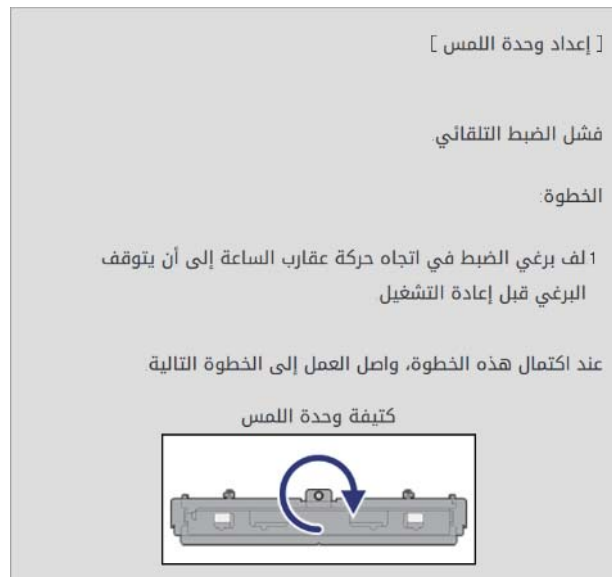 [ إعداد وحدة اللمس ]
فشل الضبط التلقائي.
الخطوة:
1 لف برغي الضبط في اتجاه حركة عقارب الساعة إلى أن يتوقف
البرغي قبل إعادة التشغيل
عند اكتمال هذه الخطوة، واصل العمل إلى الخطوة التالية
كتيفة وحدة اللمس